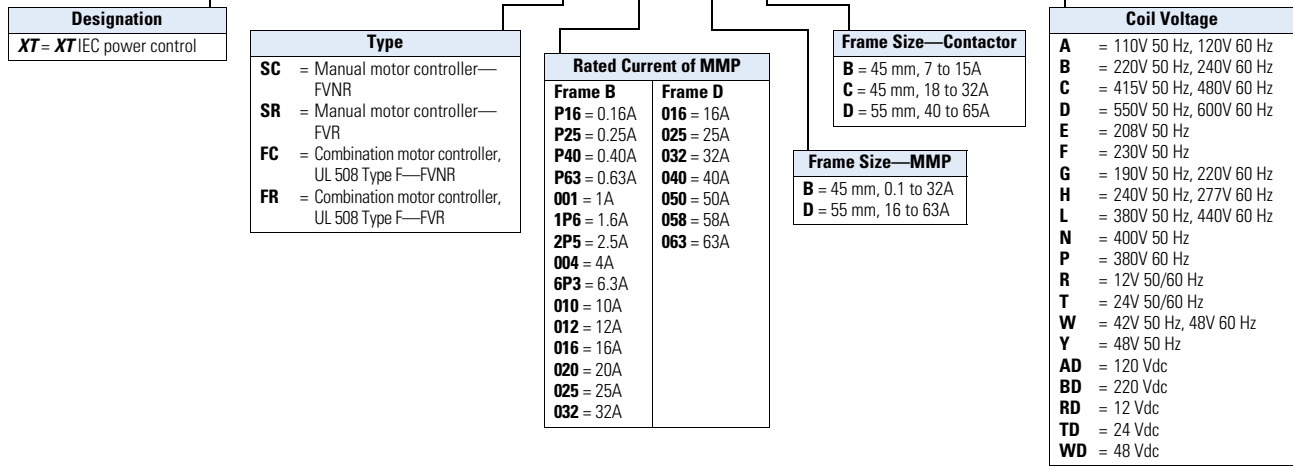 Designation
XT = XT IEC power control
Type
SC = Manual motor controller—
FVNR
SR = Manual motor controller—
FVR
FC = Combination motor controller,
UL 508 Type F—FVNR
FR = Combination motor controller,
UL 508 Type F—FVR
Rated Current of MMP
Frame B
P16 = 0.16A
P25 = 0.25A
P40 = 0.40A
P63 = 0.63A
001 = 1A
1P6 = 1.6A
2P5 = 2.5A
004 = 4A
6P3 = 6.3A
010 = 10A
012 = 12A
016 = 16A
020 = 20A
025 = 25A
032 = 32A
Frame D
016 = 16A
025 = 25A
032 = 32A
040 = 40A
050 = 50A
058 = 58A
063 = 63A
Frame Size—MMP
B = 45 mm, 0.1 to 32A
D = 55 mm, 16 to 63A
Frame Size—Contactor
B = 45 mm, 7 to 15A
C = 45 mm, 18 to 32A
D = 55 mm, 40 to 65A
Coil Voltage
A = 110V 50 Hz, 120V 60 Hz
B = 220V 50 Hz, 240V 60 Hz
C = 415V 50 Hz, 480V 60 Hz
D = 550V 50 Hz, 600V 60 Hz
E = 208V 50 Hz
F = 230V 50 Hz
G = 190V 50 Hz, 220V 60 Hz
H = 240V 50 Hz, 277V 60 Hz
L = 380V 50 Hz, 440V 60 Hz
N = 400V 50 Hz
P = 380V 60 Hz
R = 12V 50/60 Hz
T = 24V 50/60 Hz
W = 42V 50 Hz, 48V 60 Hz
Y = 48V 50 Hz
AD = 120 Vdc
BD = 220 Vdc
RD = 12 Vdc
TD = 24 Vdc
WD = 48 Vdc